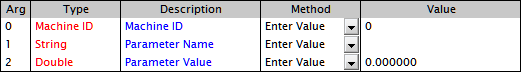 Arg Type Description Method Value
0 Machine ID Machine ID Enter Value 0
1 String Parameter Name Enter Value
2 Double Parameter Value Enter Value 0.000000